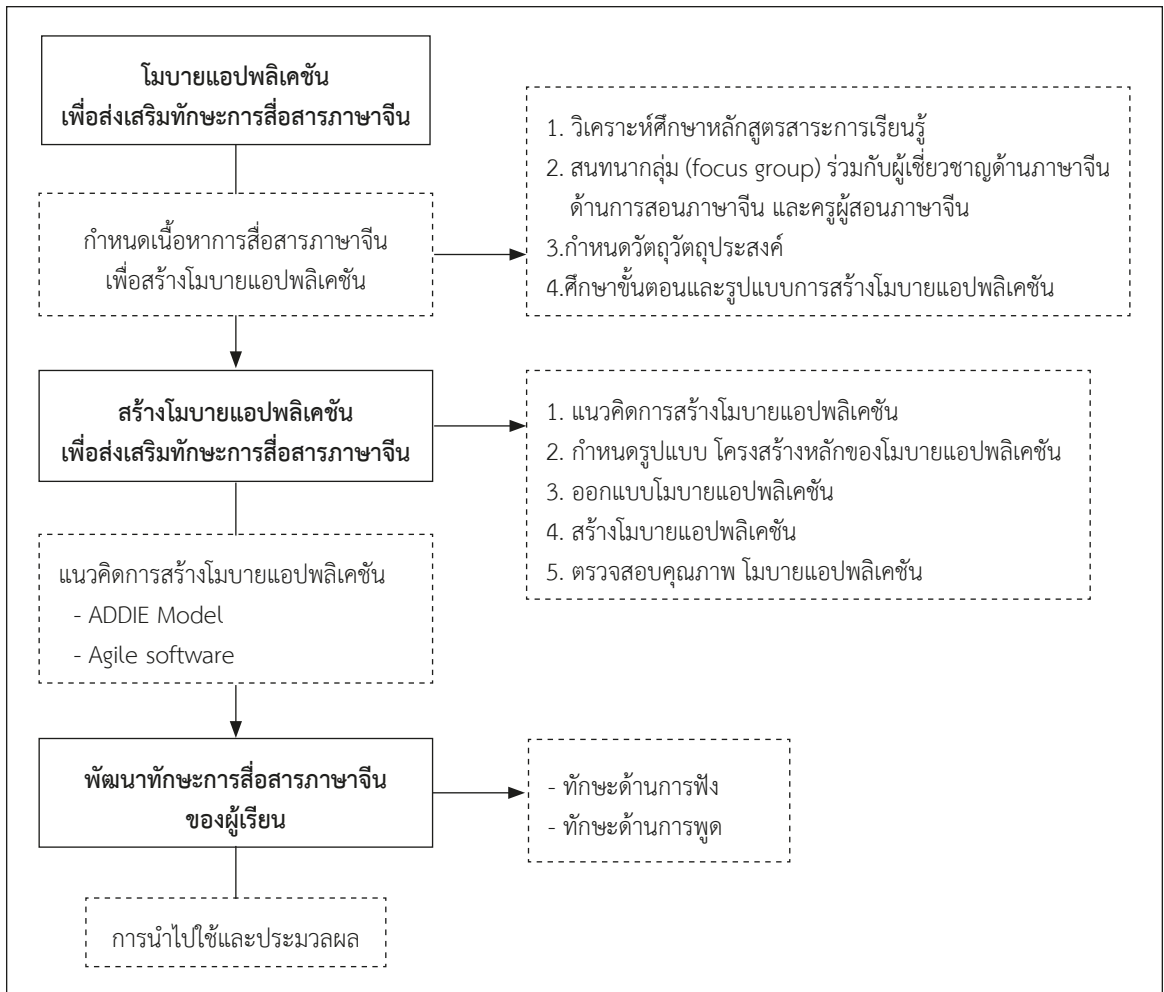 โมบายแอปพลิเคชัน
เพื่อส่งเสริมทักษะการสื่อสารภาษาจีน
กำหนดเนื้อหาการสื่อสารภาษาจีน
เพื่อสร้างโมบายแอปพลิเคชัน
1. วิเคราะห์ศึกษาหลักสูตรสาระการเรียนรู้
2. สนทนากลุ่ม (focus group) ร่วมกับผู้เชี่ยวชาญด้านภาษาจีน
ด้านการสอนภาษาจีน และครูผู้สอนภาษาจีน
3.กำหนดวัตถุวัตถุประสงค์
4.ศึกษาขั้นตอนและรูปแบบการสร้างโมบายแอปพลิเคชัน
สร้างโมบายแอปพลิเคชัน
เพื่อส่งเสริมทักษะการสื่อสารภาษาจีน
1. แนวคิดการสร้างโมบายแอปพลิเคชัน
2. กำหนดรูปแบบ โครงสร้างหลักของโมบายแอปพลิเคชัน
3. ออกแบบโมบายแอปพลิเคชัน
4. สร้างโมบายแอปพลิเคชัน
5. ตรวจสอบคุณภาพ โมบายแอปพลิเคชัน
แนวคิดการสร้างโมบายแอปพลิเคชัน
- ADDIE Model
- Agile software
พัฒนาทักษะการสื่อสารภาษาจีน
ของผู้เรียน
- ทักษะด้านการฟัง
- ทักษะด้านการพูด
การนำไปใช้และประมวลผล